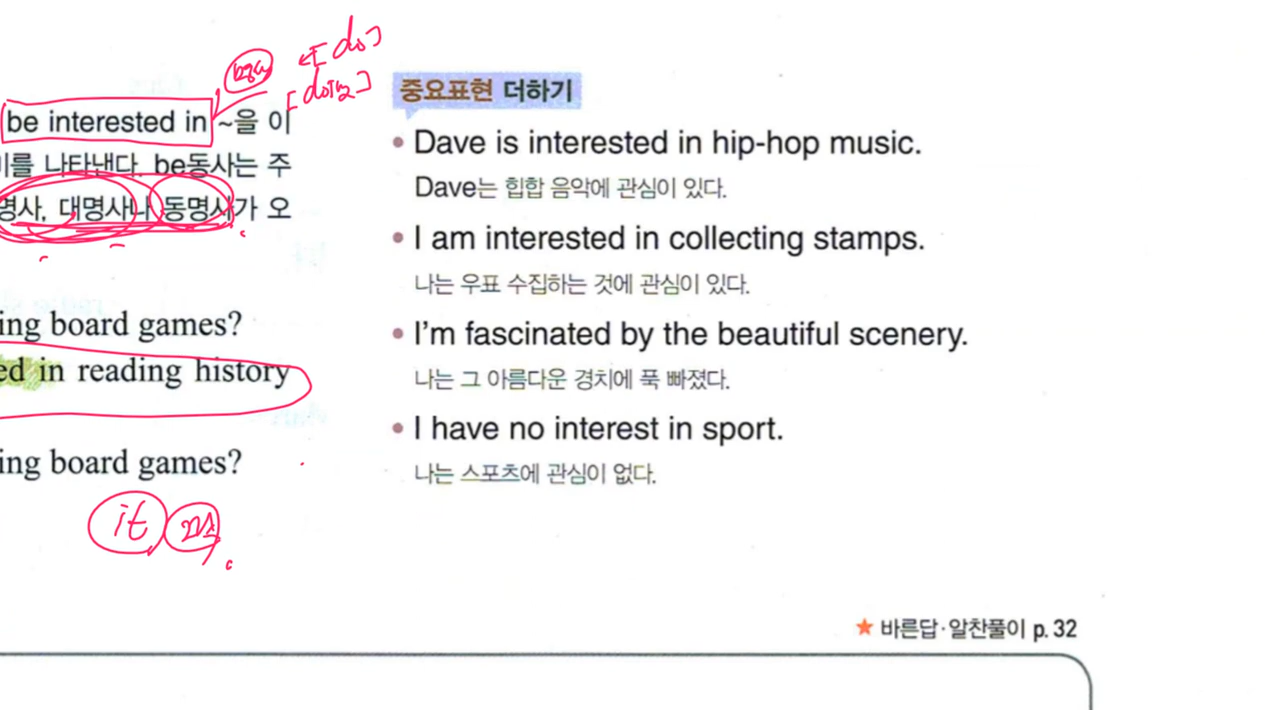 be interested in ~을 이
를 나타낸다. be동사는 주
명사, 대명사나 동명사가 오
ing board games?
ed in reading history
ing board games?
it
do
doing
중요표현 더하기
• Dave is interested in hip-hop music.
Dave는 힙합 음악에 관심이 있다.
• I am interested in collecting stamps.
나는 우표 수집하는 것에 관심이 있다.
• I'm fascinated by the beautiful scenery.
나는 그 아름다운 경치에 푹 빠졌다.
• I have no interest in sport.
나는 스포츠에 관심이 없다.
★ 바른답·알찬풀이 p. 32